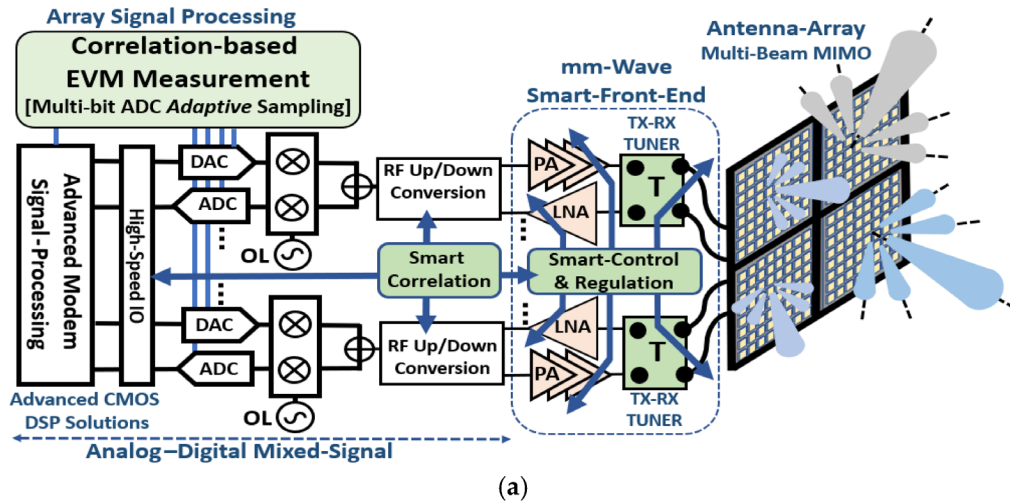 Array Signal Processing
Correlation-based
EVM Measurement
[Multi-bit ADC Adaptive Sampling]
Antenna-Array
Multi-Beam MIMO
mm-Wave
Smart-Front-End
TX-RX
TUNER
Advanced Modem
Signal-Processing
High-Speed IO
DAC
ADC
OL
RF Up/Down
Conversion
PA
LNA
T
Smart
Correlation
Smart-Control
& Regulation
DAC
ADC
OL
RF Up/Down
Conversion
LNA
PA
T
TX-RX
TUNER
Advanced CMOS
DSP Solutions
Analog–Digital Mixed-Signal
(a)